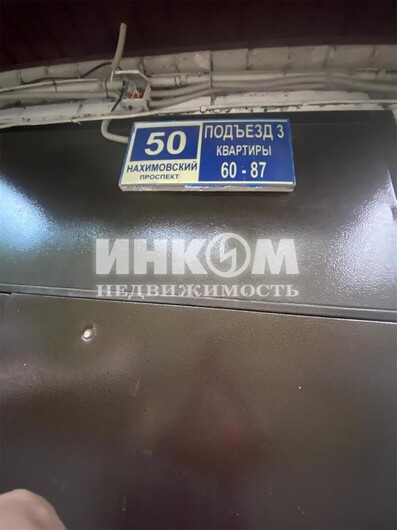 50
НАХИМОВСКИЙ
ПРОСПЕКТ
ПОДЪЕЗД 3
КВАРТИРЫ
60 - 87
ИНКОМ
НЕДВИЖИМОСТЬ